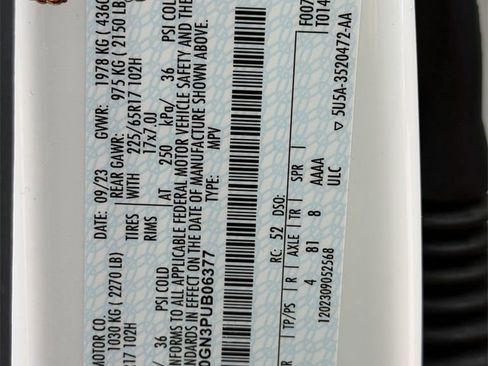 MOTOR CO. DATE: 09/23 GVWR: 1978 KG ( 4360
1030 KG ( 2270 LB) REAR GAWR: 975 KG ( 2150 LB)
R17 102H TIRES WITH 225/65R17 102H
RIMS 17x7.0J
36 PSI COLD AT 250 kPa/ 36 PSI COLD
NFORMS TO ALL APPLICABLE FEDERAL MOTOR VEHICLE SAFETY AND THE
NDARDS IN EFFECT ON THE DATE OF MANUFACTURE SHOWN ABOVE.
0GN3PUB06377 TYPE: MPV
F007
T014
RC: 52 DSO:
R TP/PS R AXLE TR SPR
4 81 8 AAAA
1202309052568 ULC
5U5A-3520472-AA